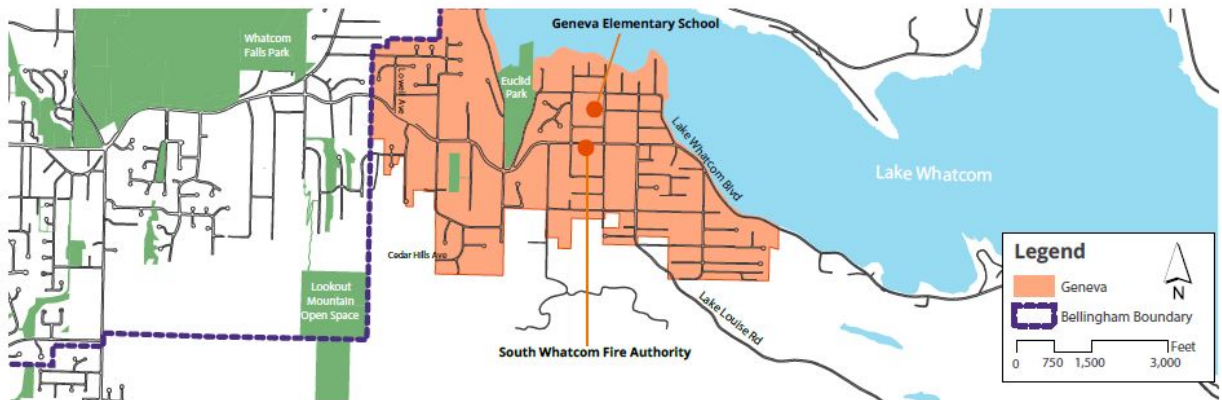 Geneva Elementary School
Whatcom
Falls Park
Lowell Ave
Euclid
Park
Lake Whatcom Blvd
Lake Whatcom
Cedar Hills Ave
Lookout
Mountain
Open Space
Lake Louise Rd
South Whatcom Fire Authority
Legend
Geneva
N
Bellingham Boundary
Feet
0 750 1,500 3,000